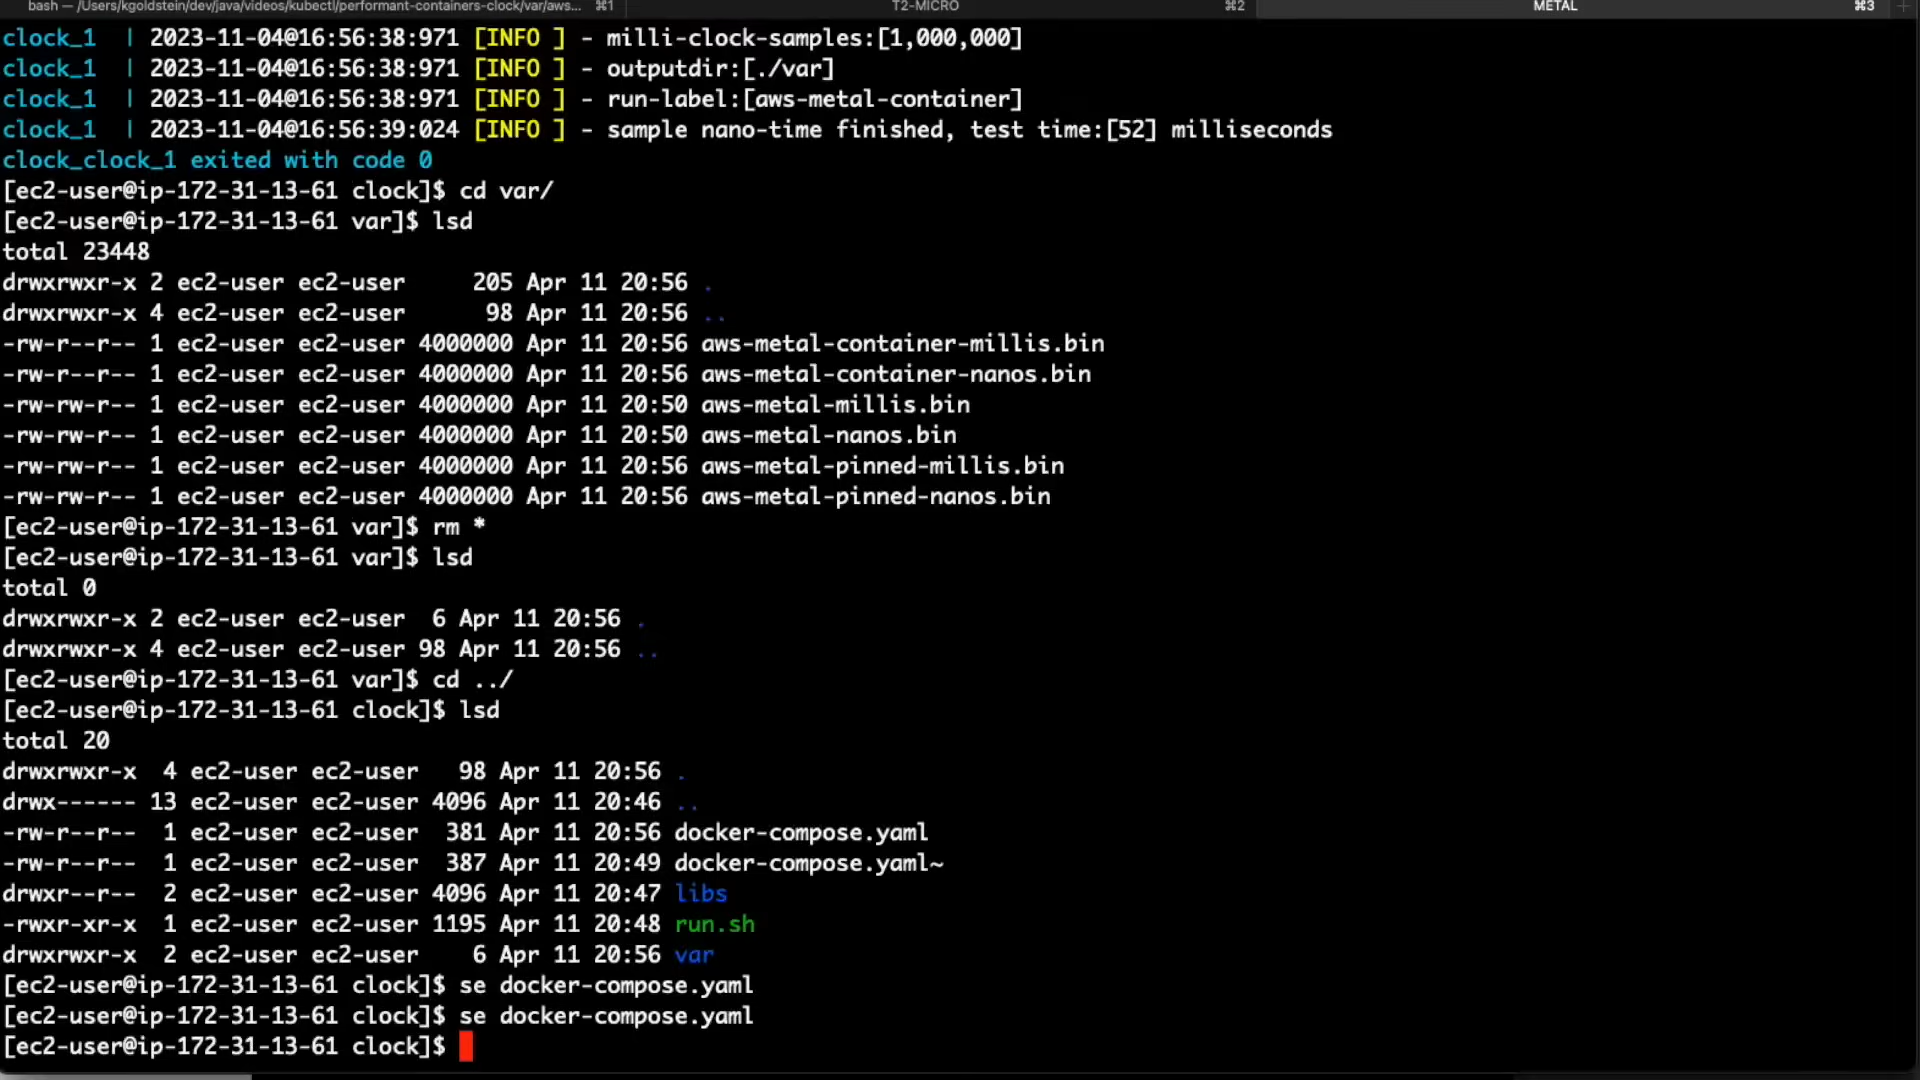 bash — /Users/kgoldstein/dev/java/videos/kubectl/performant-containers-clock/var/aws... ⌘1 T2-MICRO ⌘2 METAL ⌘3 +
clock_1  | 2023-11-04@16:56:38:971 [INFO ] - milli-clock-samples:[1,000,000]
clock_1  | 2023-11-04@16:56:38:971 [INFO ] - outputdir:[./var]
clock_1  | 2023-11-04@16:56:38:971 [INFO ] - run-label:[aws-metal-container]
clock_1  | 2023-11-04@16:56:39:024 [INFO ] - sample nano-time finished, test time:[52] milliseconds
clock_clock_1 exited with code 0
[ec2-user@ip-172-31-13-61 clock]$ cd var/
[ec2-user@ip-172-31-13-61 var]$ lsd
total 23448
drwxrwxr-x 2 ec2-user ec2-user     205 Apr 11 20:56 .
drwxrwxr-x 4 ec2-user ec2-user      98 Apr 11 20:56 ..
-rw-r--r-- 1 ec2-user ec2-user 4000000 Apr 11 20:56 aws-metal-container-millis.bin
-rw-r--r-- 1 ec2-user ec2-user 4000000 Apr 11 20:56 aws-metal-container-nanos.bin
-rw-rw-r-- 1 ec2-user ec2-user 4000000 Apr 11 20:50 aws-metal-millis.bin
-rw-rw-r-- 1 ec2-user ec2-user 4000000 Apr 11 20:50 aws-metal-nanos.bin
-rw-rw-r-- 1 ec2-user ec2-user 4000000 Apr 11 20:56 aws-metal-pinned-millis.bin
-rw-rw-r-- 1 ec2-user ec2-user 4000000 Apr 11 20:56 aws-metal-pinned-nanos.bin
[ec2-user@ip-172-31-13-61 var]$ rm *
[ec2-user@ip-172-31-13-61 var]$ lsd
total 0
drwxrwxr-x 2 ec2-user ec2-user  6 Apr 11 20:56 .
drwxrwxr-x 4 ec2-user ec2-user 98 Apr 11 20:56 ..
[ec2-user@ip-172-31-13-61 var]$ cd ../
[ec2-user@ip-172-31-13-61 clock]$ lsd
total 20
drwxrwxr-x  4 ec2-user ec2-user   98 Apr 11 20:56 .
drwx------ 13 ec2-user ec2-user 4096 Apr 11 20:46 ..
-rw-r--r--  1 ec2-user ec2-user  381 Apr 11 20:56 docker-compose.yaml
-rw-r--r--  1 ec2-user ec2-user  387 Apr 11 20:49 docker-compose.yaml~
drwxr--r--  2 ec2-user ec2-user 4096 Apr 11 20:47 libs
-rwxr-xr-x  1 ec2-user ec2-user 1195 Apr 11 20:48 run.sh
drwxrwxr-x  2 ec2-user ec2-user    6 Apr 11 20:56 var
[ec2-user@ip-172-31-13-61 clock]$ se docker-compose.yaml
[ec2-user@ip-172-31-13-61 clock]$ se docker-compose.yaml
[ec2-user@ip-172-31-13-61 clock]$